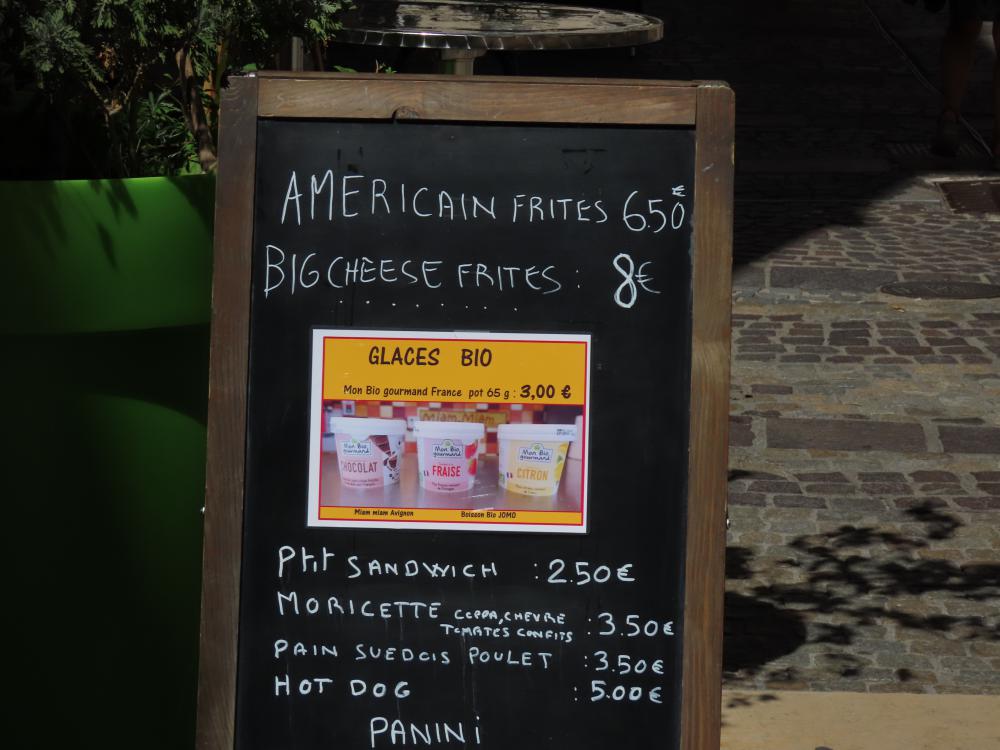 AMERICAIN FRITES 6.50€
BIG CHEESE FRITES : 8€
GLACES BIO
Mon Bio gourmand France pot 65 g : 3,00 €
Miam Miam
Mon Bio gourmand
CHOCOLAT
Mon Bio gourmand
FRAISE
Mon Bio gourmand
CITRON
Miam miam Avignon Boisson Bio JOMO
Ptit SANDWICH : 2.50€
MORICETTE COPPA, CHEVRE : 3.50€
TOMATES CONFITS
PAIN SUEDOIS POULET : 3.50€
HOT DOG : 5.00€
PANINI